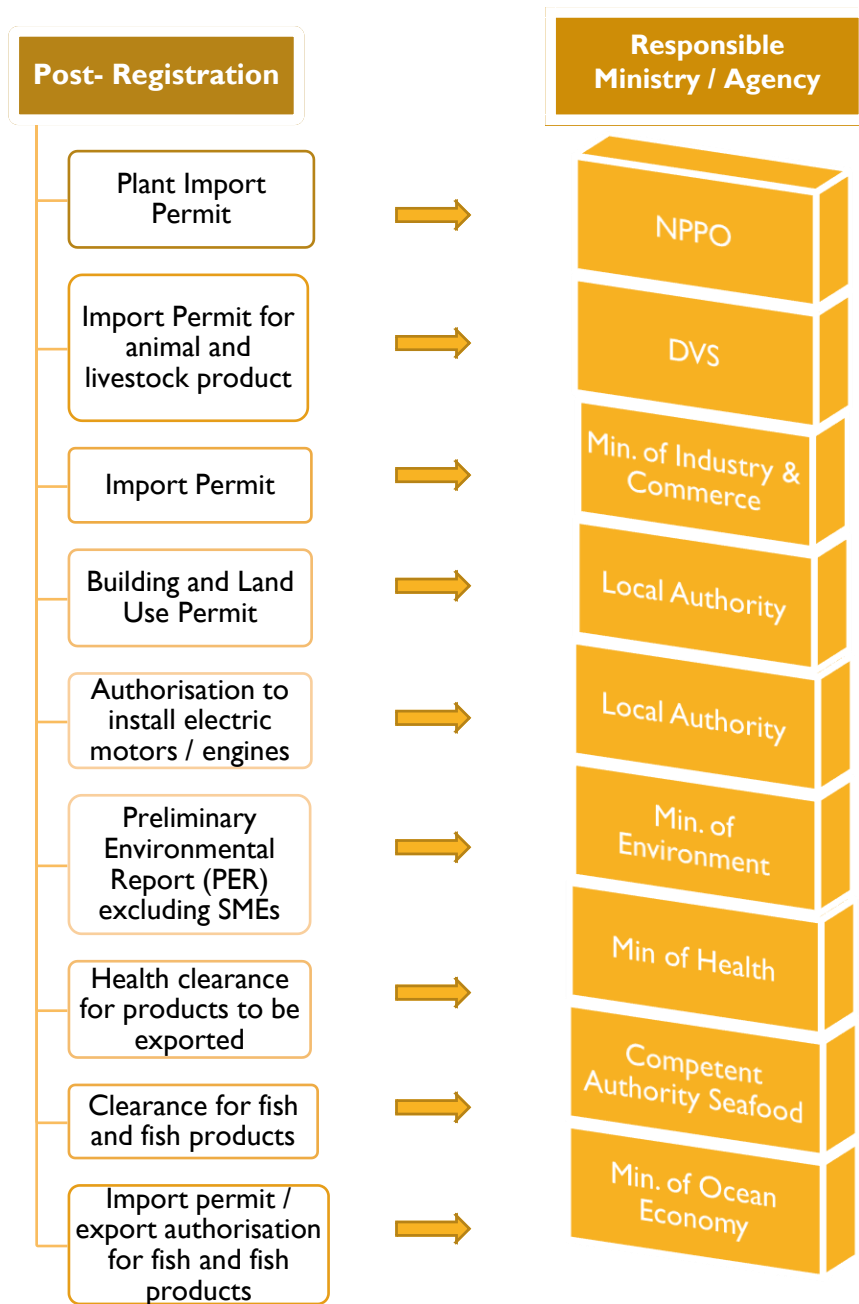 Post- Registration
Responsible
Ministry / Agency
Plant Import
Permit
NPPO
Import Permit for
animal and
livestock product
DVS
Import Permit
Min. of Industry &
Commerce
Building and Land
Use Permit
Local Authority
Authorisation to
install electric
motors / engines
Local Authority
Preliminary
Environmental
Report (PER)
excluding SMEs
Min. of
Environment
Health clearance
for products to be
exported
Min of Health
Clearance for fish
and fish products
Competent
Authority Seafood
Import permit /
export authorisation
for fish and fish
products
Min. of Ocean
Economy